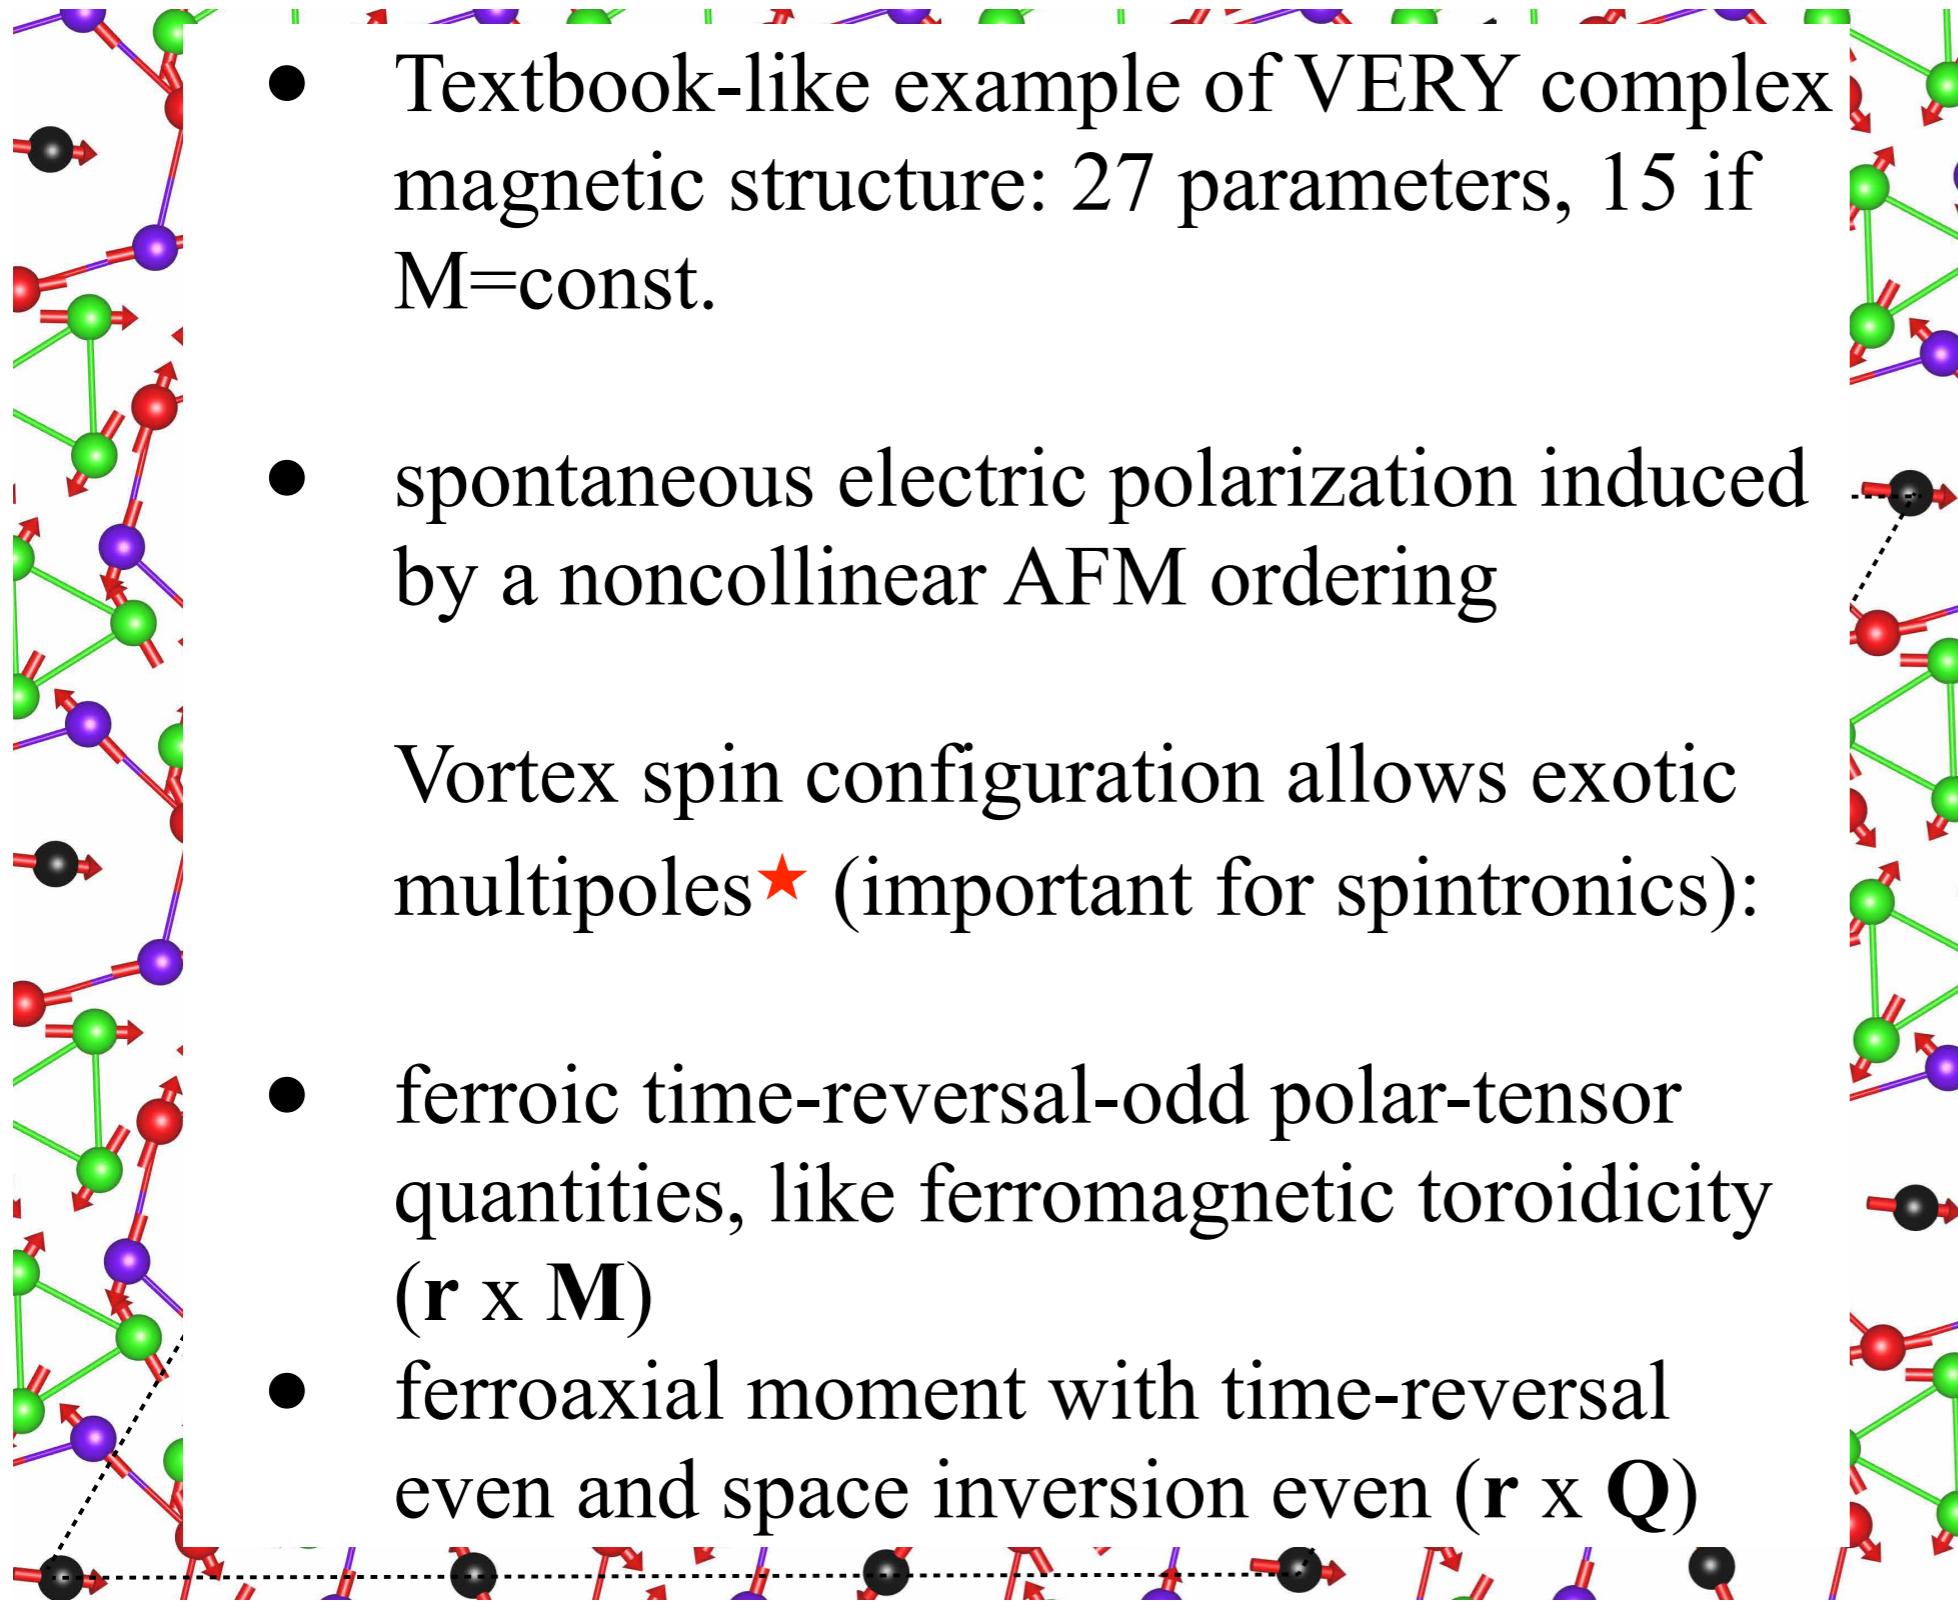 • Textbook-like example of VERY complex
magnetic structure: 27 parameters, 15 if
M=const.
• spontaneous electric polarization induced
by a noncollinear AFM ordering
Vortex spin configuration allows exotic
multipoles★ (important for spintronics):
• ferroic time-reversal-odd polar-tensor
quantities, like ferromagnetic toroidicity
(r x M)
• ferroaxial moment with time-reversal
even and space inversion even (r x Q)